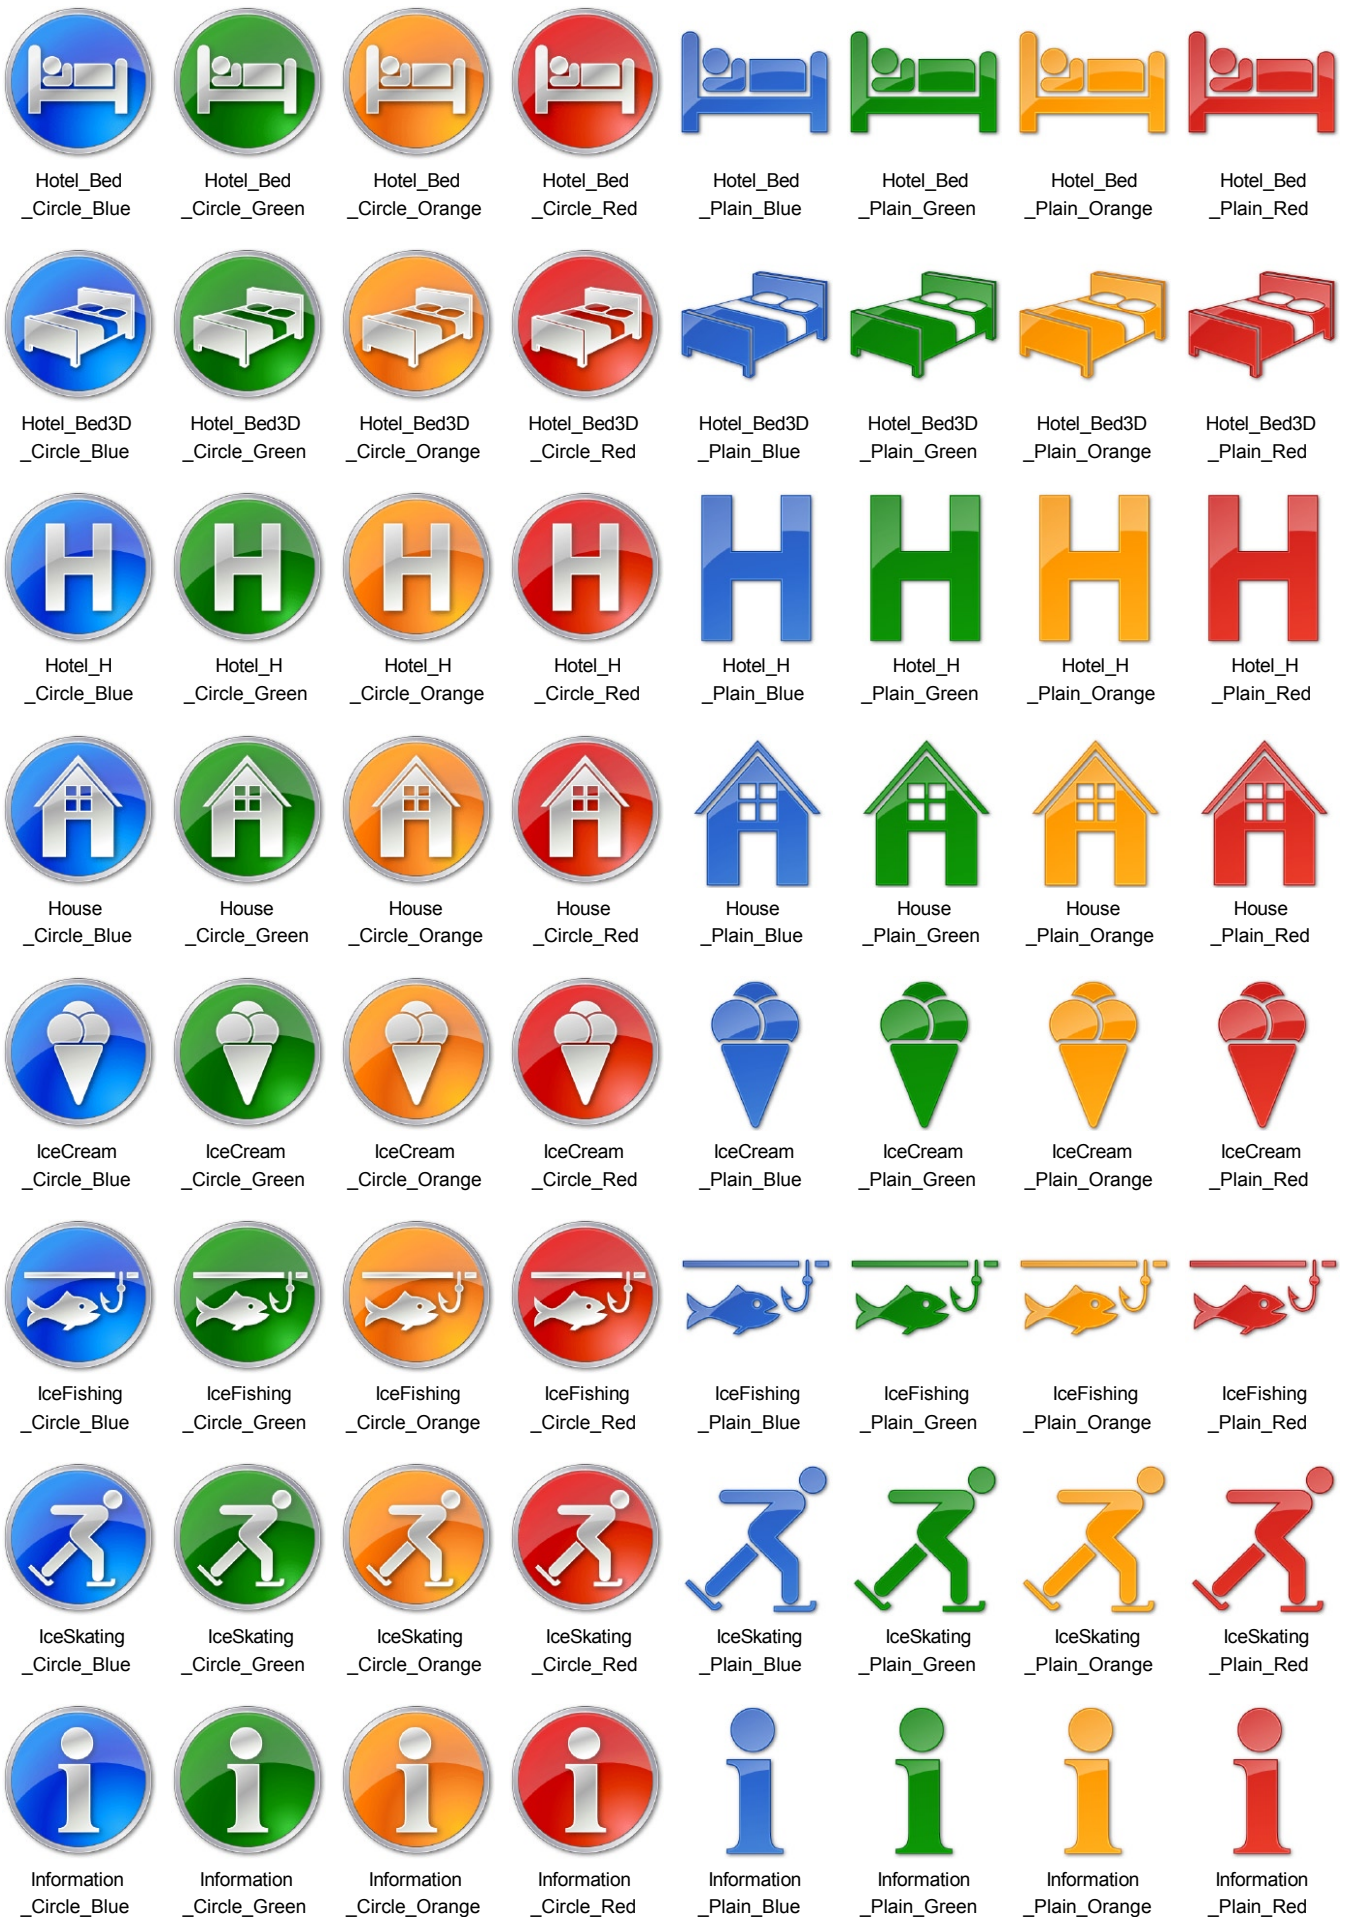 Hotel_Bed Hotel_Bed Hotel_Bed Hotel_Bed Hotel_Bed Hotel_Bed Hotel_Bed Hotel_Bed
_Circle_Blue _Circle_Green _Circle_Orange _Circle_Red _Plain_Blue _Plain_Green _Plain_Orange _Plain_Red
Hotel_Bed3D Hotel_Bed3D Hotel_Bed3D Hotel_Bed3D Hotel_Bed3D Hotel_Bed3D Hotel_Bed3D Hotel_Bed3D
_Circle_Blue _Circle_Green _Circle_Orange _Circle_Red _Plain_Blue _Plain_Green _Plain_Orange _Plain_Red
H H H H H H H H
Hotel_H Hotel_H Hotel_H Hotel_H Hotel_H Hotel_H Hotel_H Hotel_H
_Circle_Blue _Circle_Green _Circle_Orange _Circle_Red _Plain_Blue _Plain_Green _Plain_Orange _Plain_Red
House House House House House House House House
_Circle_Blue _Circle_Green _Circle_Orange _Circle_Red _Plain_Blue _Plain_Green _Plain_Orange _Plain_Red
IceCream IceCream IceCream IceCream IceCream IceCream IceCream IceCream
_Circle_Blue _Circle_Green _Circle_Orange _Circle_Red _Plain_Blue _Plain_Green _Plain_Orange _Plain_Red
IceFishing IceFishing IceFishing IceFishing IceFishing IceFishing IceFishing IceFishing
_Circle_Blue _Circle_Green _Circle_Orange _Circle_Red _Plain_Blue _Plain_Green _Plain_Orange _Plain_Red
IceSkating IceSkating IceSkating IceSkating IceSkating IceSkating IceSkating IceSkating
_Circle_Blue _Circle_Green _Circle_Orange _Circle_Red _Plain_Blue _Plain_Green _Plain_Orange _Plain_Red
i i i i i i i i
Information Information Information Information Information Information Information Information
_Circle_Blue _Circle_Green _Circle_Orange _Circle_Red _Plain_Blue _Plain_Green _Plain_Orange _Plain_Red